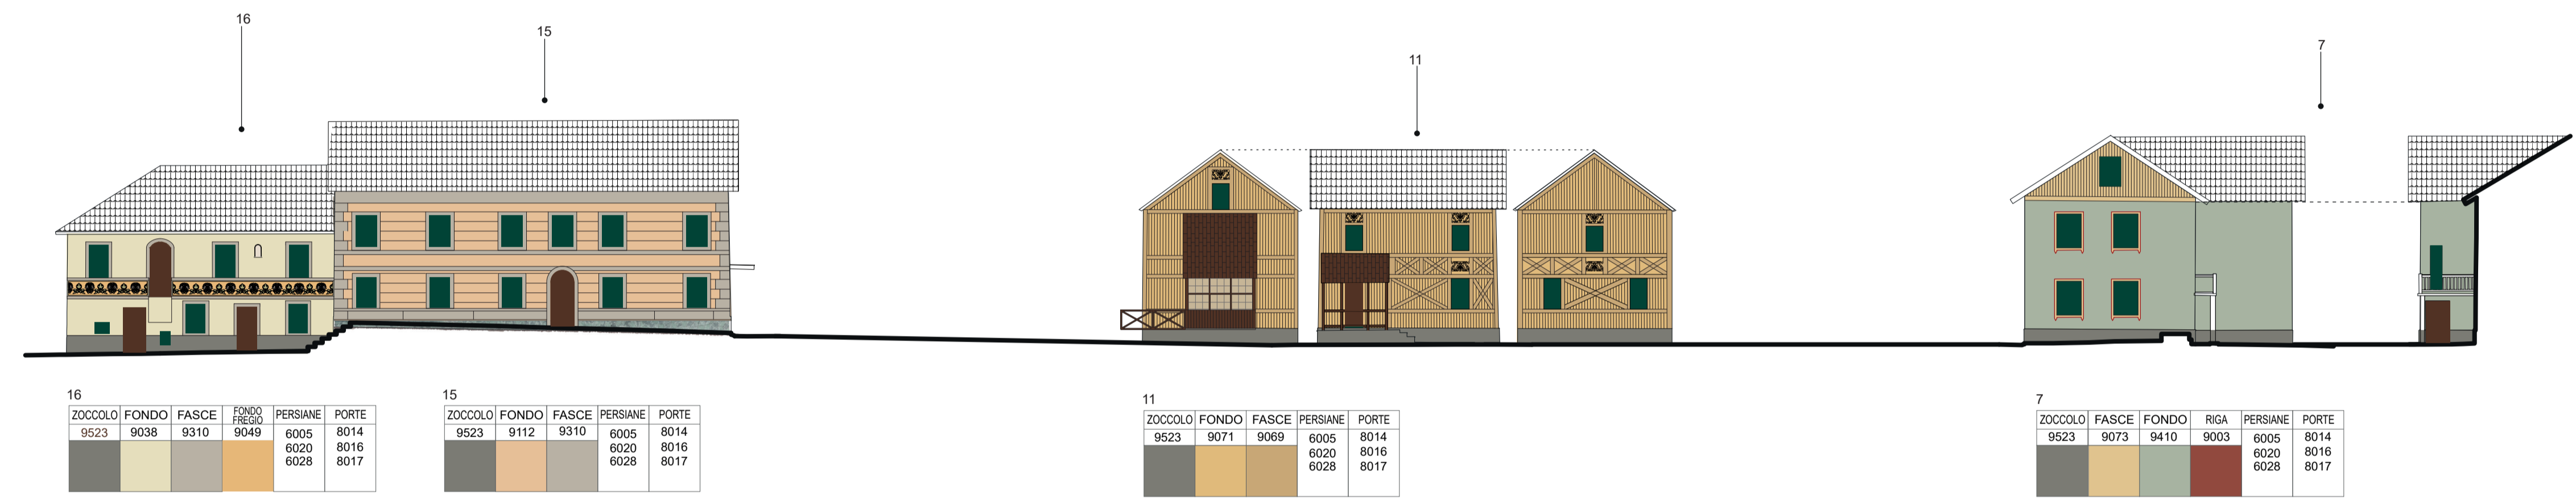 16
15
11
7
16
ZOCCOLO FONDO FASCE FONDO FREGIO PERSIANE PORTE
9523 9038 9310 9049 6005 8014
6020 8016
6028 8017
15
ZOCCOLO FONDO FASCE PERSIANE PORTE
9523 9112 9310 6005 8014
6020 8016
6028 8017
11
ZOCCOLO FONDO FASCE PERSIANE PORTE
9523 9071 9069 6005 8014
6020 8016
6028 8017
7
ZOCCOLO FASCE FONDO RIGA PERSIANE PORTE
9523 9073 9410 9003 6005 8014
6020 8016
6028 8017